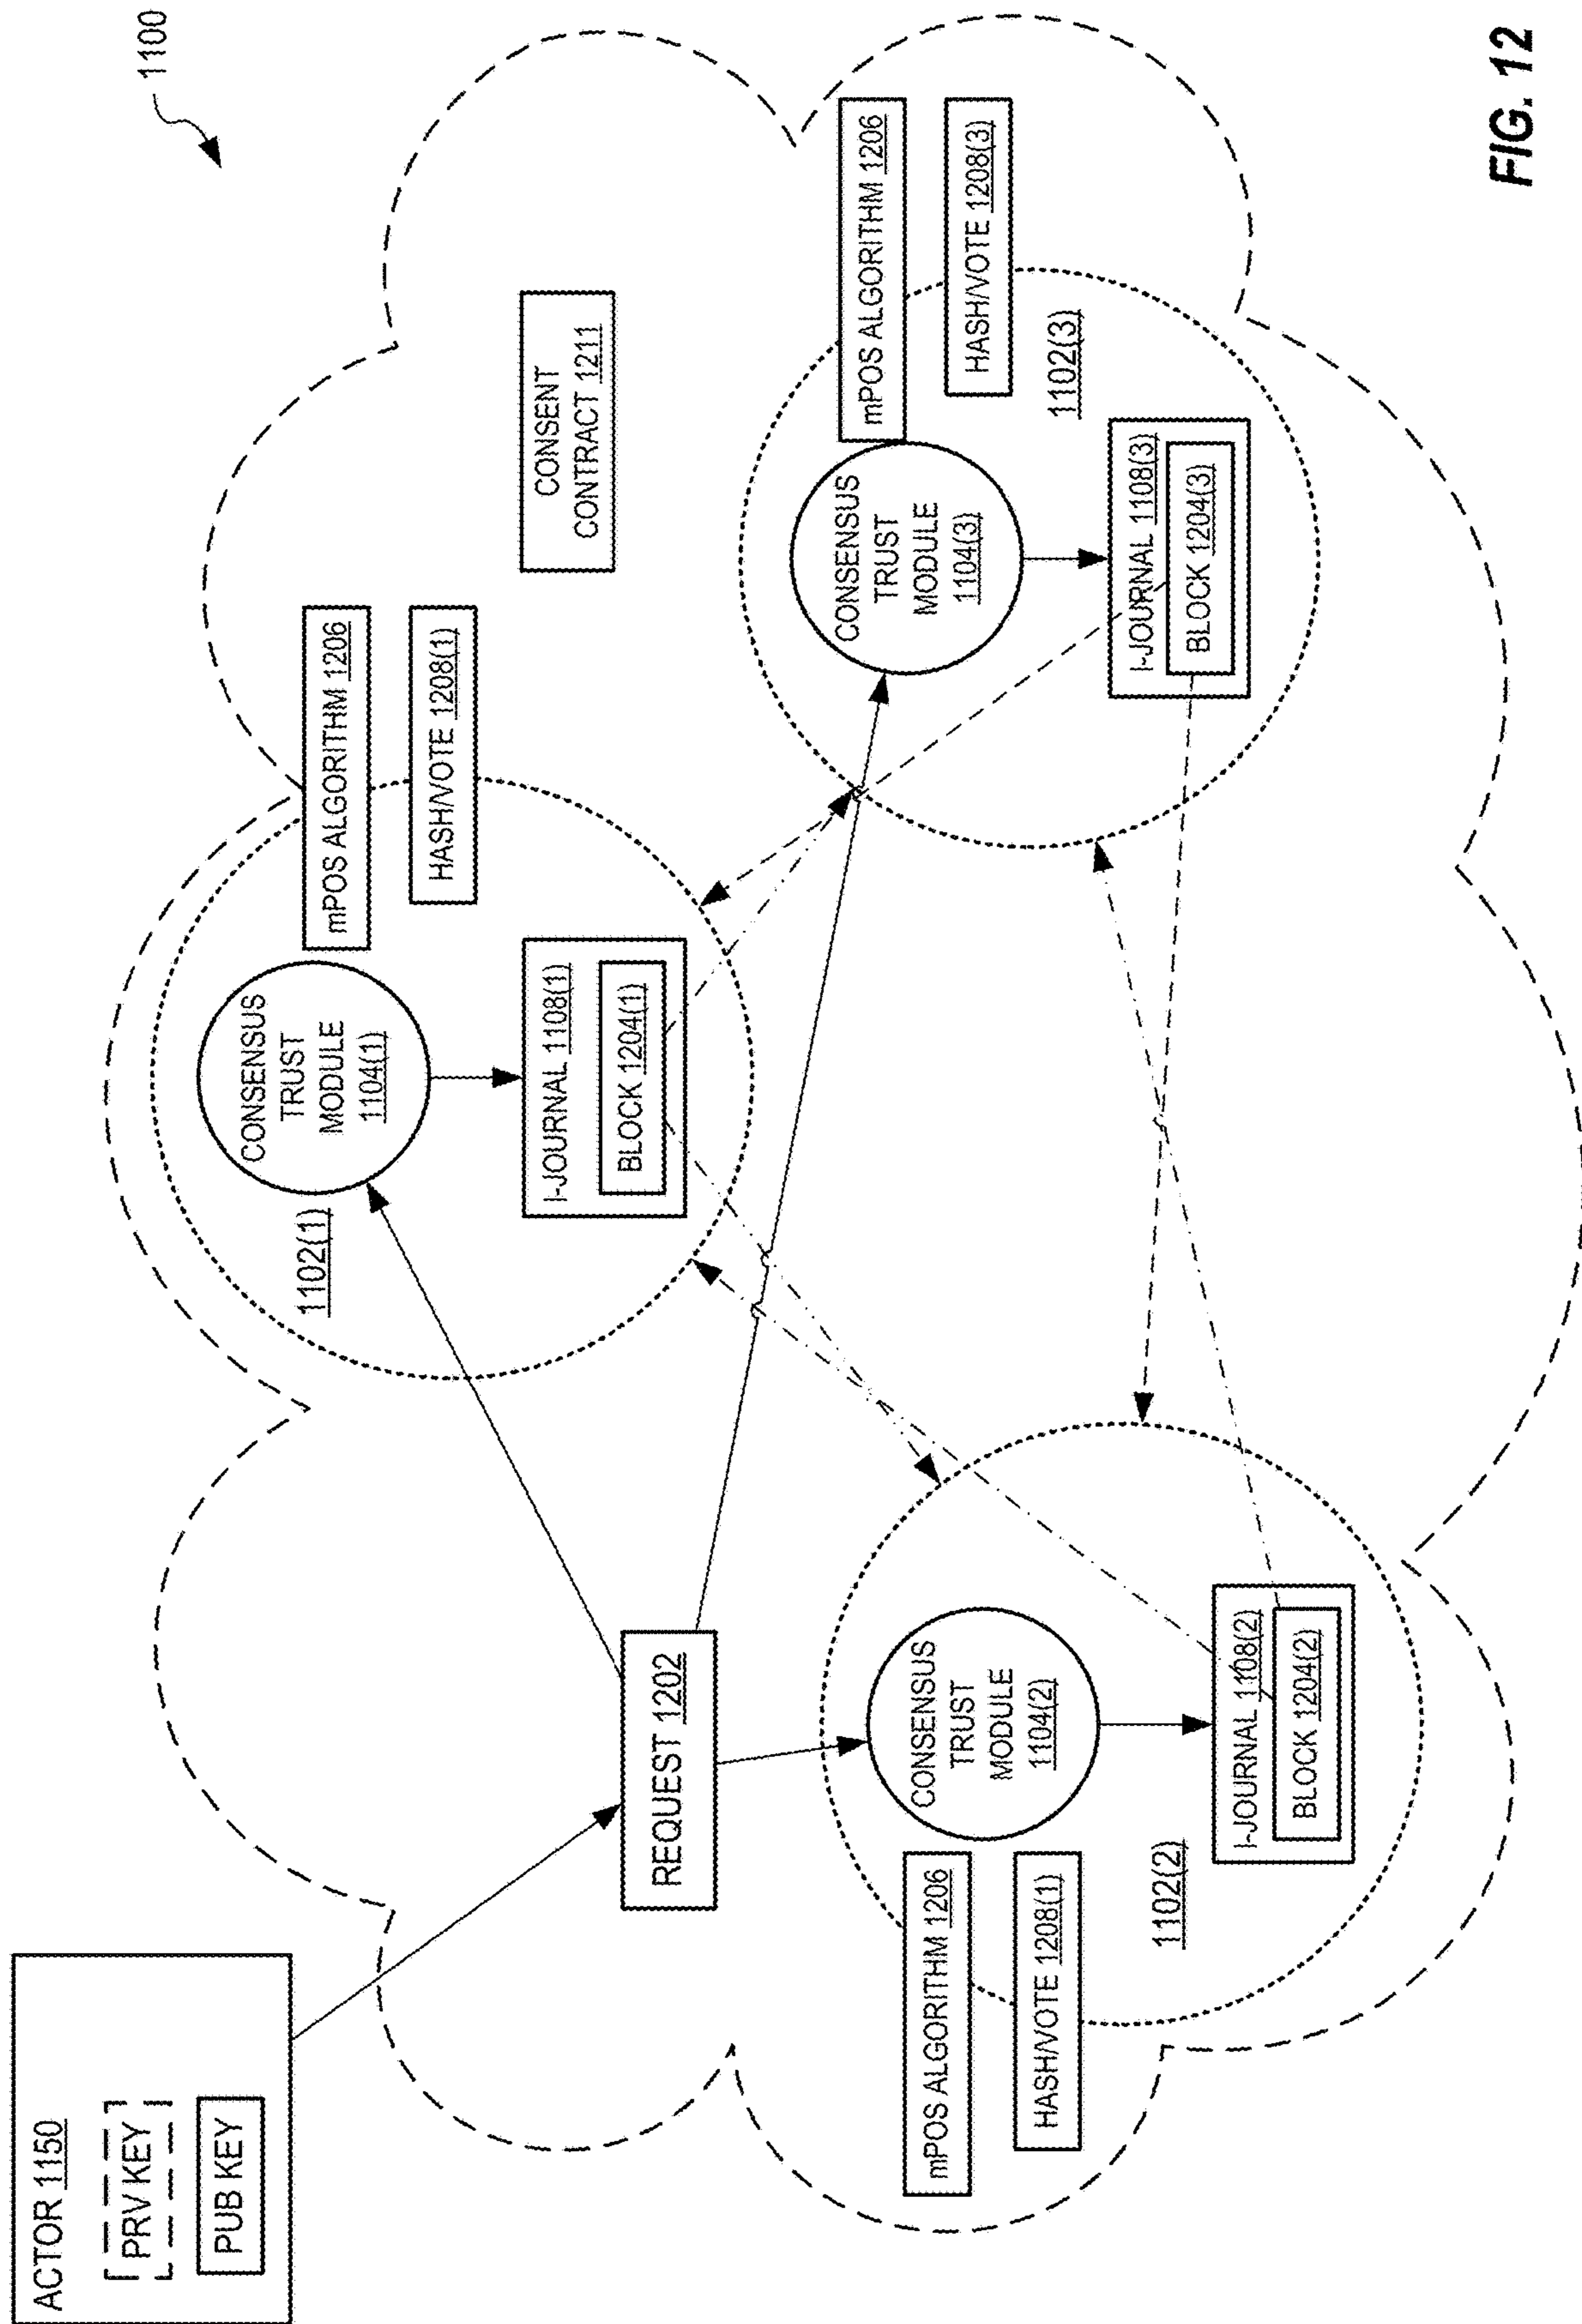 1100
ACTOR 1150
PRV KEY
PUB KEY
REQUEST 1202
1102(1)
CONSENSUS
TRUST
MODULE
1104(1)
mPOS ALGORITHM 1206
HASH/VOTE 1208(1)
I-JOURNAL 1108(1)
BLOCK 1204(1)
CONSENT
CONTRACT 1211
mPOS ALGORITHM 1206
HASH/VOTE 1208(1)
CONSENSUS
TRUST
MODULE
1104(2)
1102(2)
I-JOURNAL 1108(2)
BLOCK 1204(2)
CONSENSUS
TRUST
MODULE
1104(3)
mPOS ALGORITHM 1206
HASH/VOTE 1208(3)
1102(3)
I-JOURNAL 1108(3)
BLOCK 1204(3)
FIG. 12